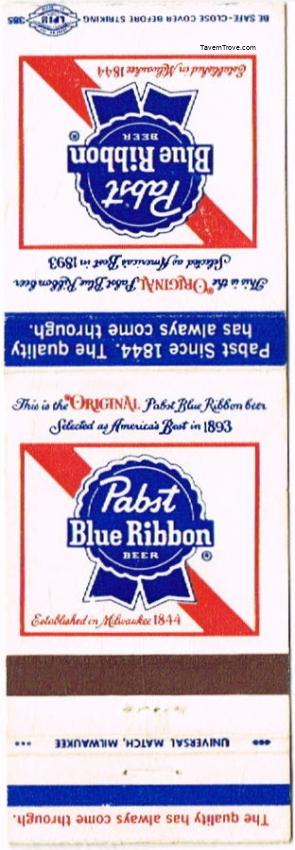 TavernTrove.com
BE SAFE-CLOSE COVER BEFORE STRIKING
LPIU
385
Established in Milwaukee 1844
Pabst
Blue Ribbon
BEER
®
This is the "ORIGINAL" Pabst Blue Ribbon beer
Selected as America's Best in 1893
Pabst Since 1844. The quality
has always come through.
This is the "ORIGINAL" Pabst Blue Ribbon beer
Selected as America's Best in 1893
Pabst
Blue Ribbon
BEER
®
Established in Milwaukee 1844
••• UNIVERSAL MATCH, MILWAUKEE •••
The quality has always come through.